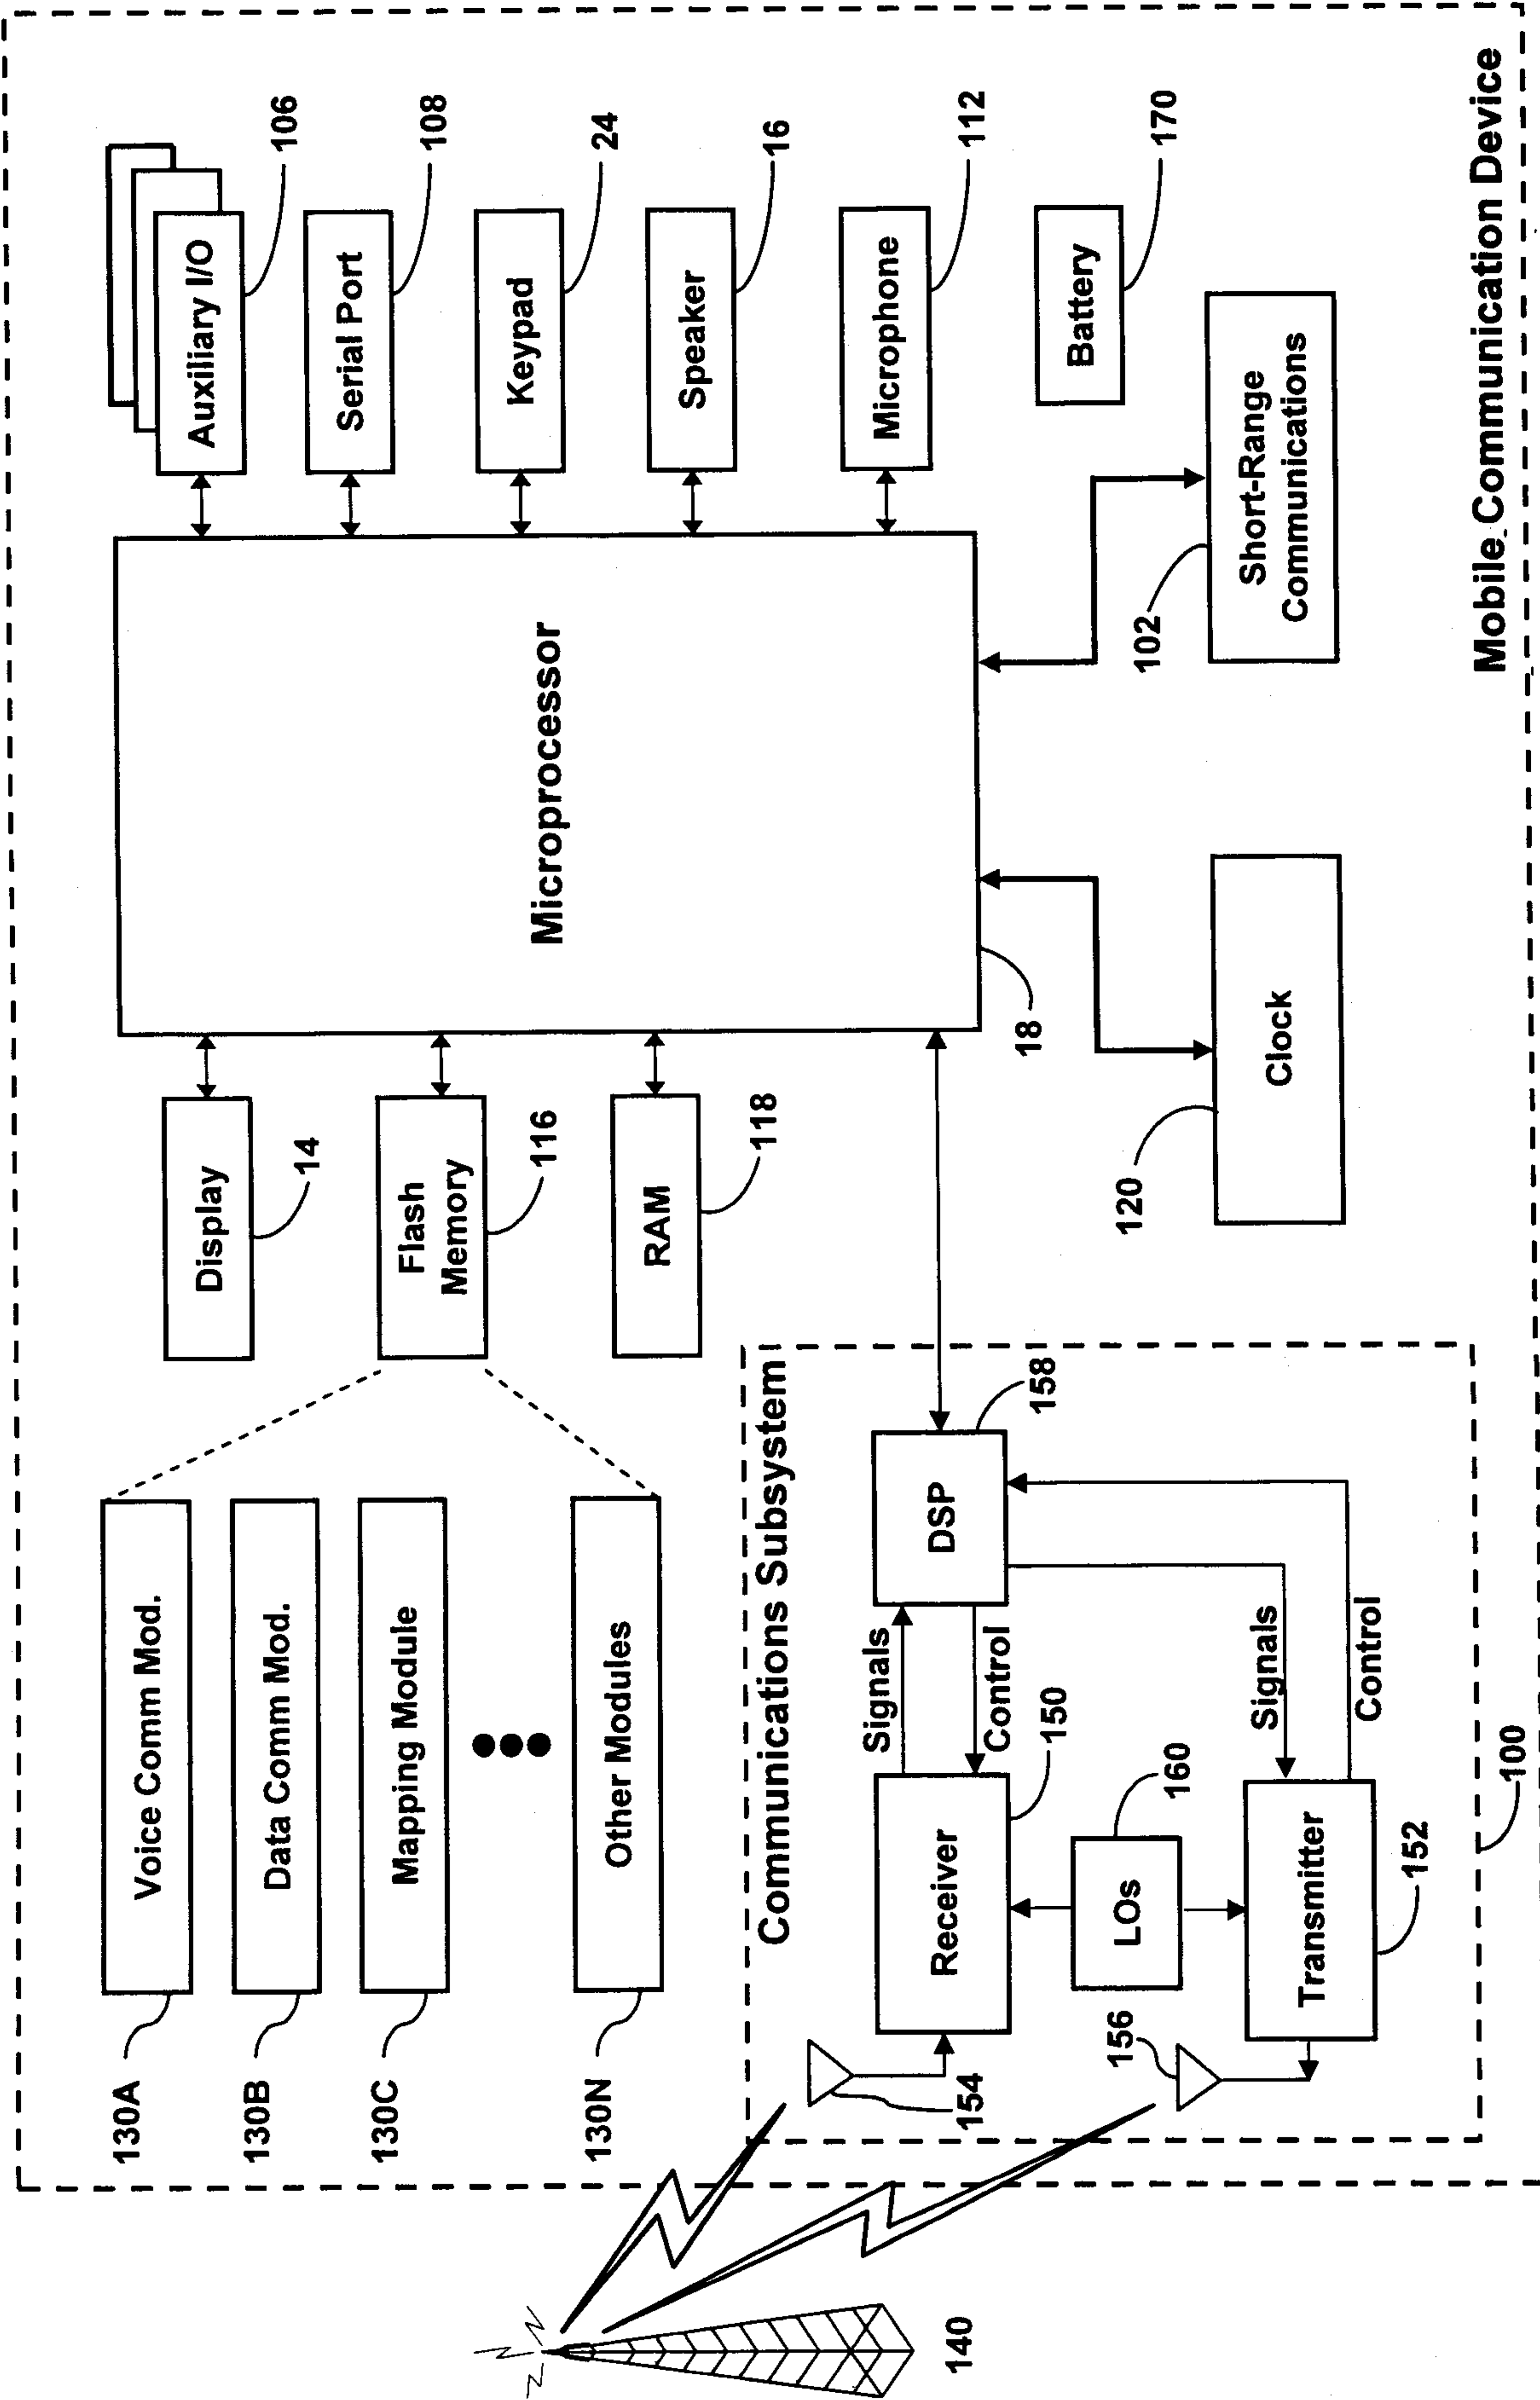 130A
Voice Comm Mod.
130B
Data Comm Mod.
130C
Mapping Module
130N
Other Modules
Display
14
Flash
Memory
116
RAM
118
Microprocessor
18
Auxiliary I/O
106
Serial Port
108
Keypad
24
Speaker
16
Microphone
112
Battery
170
Communications Subsystem
154
Receiver
150
Signals
Control
DSP
158
156
LOs
160
Transmitter
152
Signals
Control
100
120
Clock
102
Short-Range
Communications
140
Mobile Communication Device